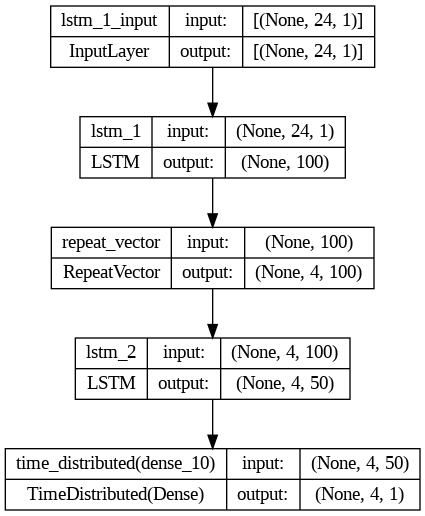 lstm_1_input input: [(None, 24, 1)]
InputLayer output: [(None, 24, 1)]
lstm_1 input: (None, 24, 1)
LSTM output: (None, 100)
repeat_vector input: (None, 100)
RepeatVector output: (None, 4, 100)
lstm_2 input: (None, 4, 100)
LSTM output: (None, 4, 50)
time_distributed(dense_10) input: (None, 4, 50)
TimeDistributed(Dense) output: (None, 4, 1)